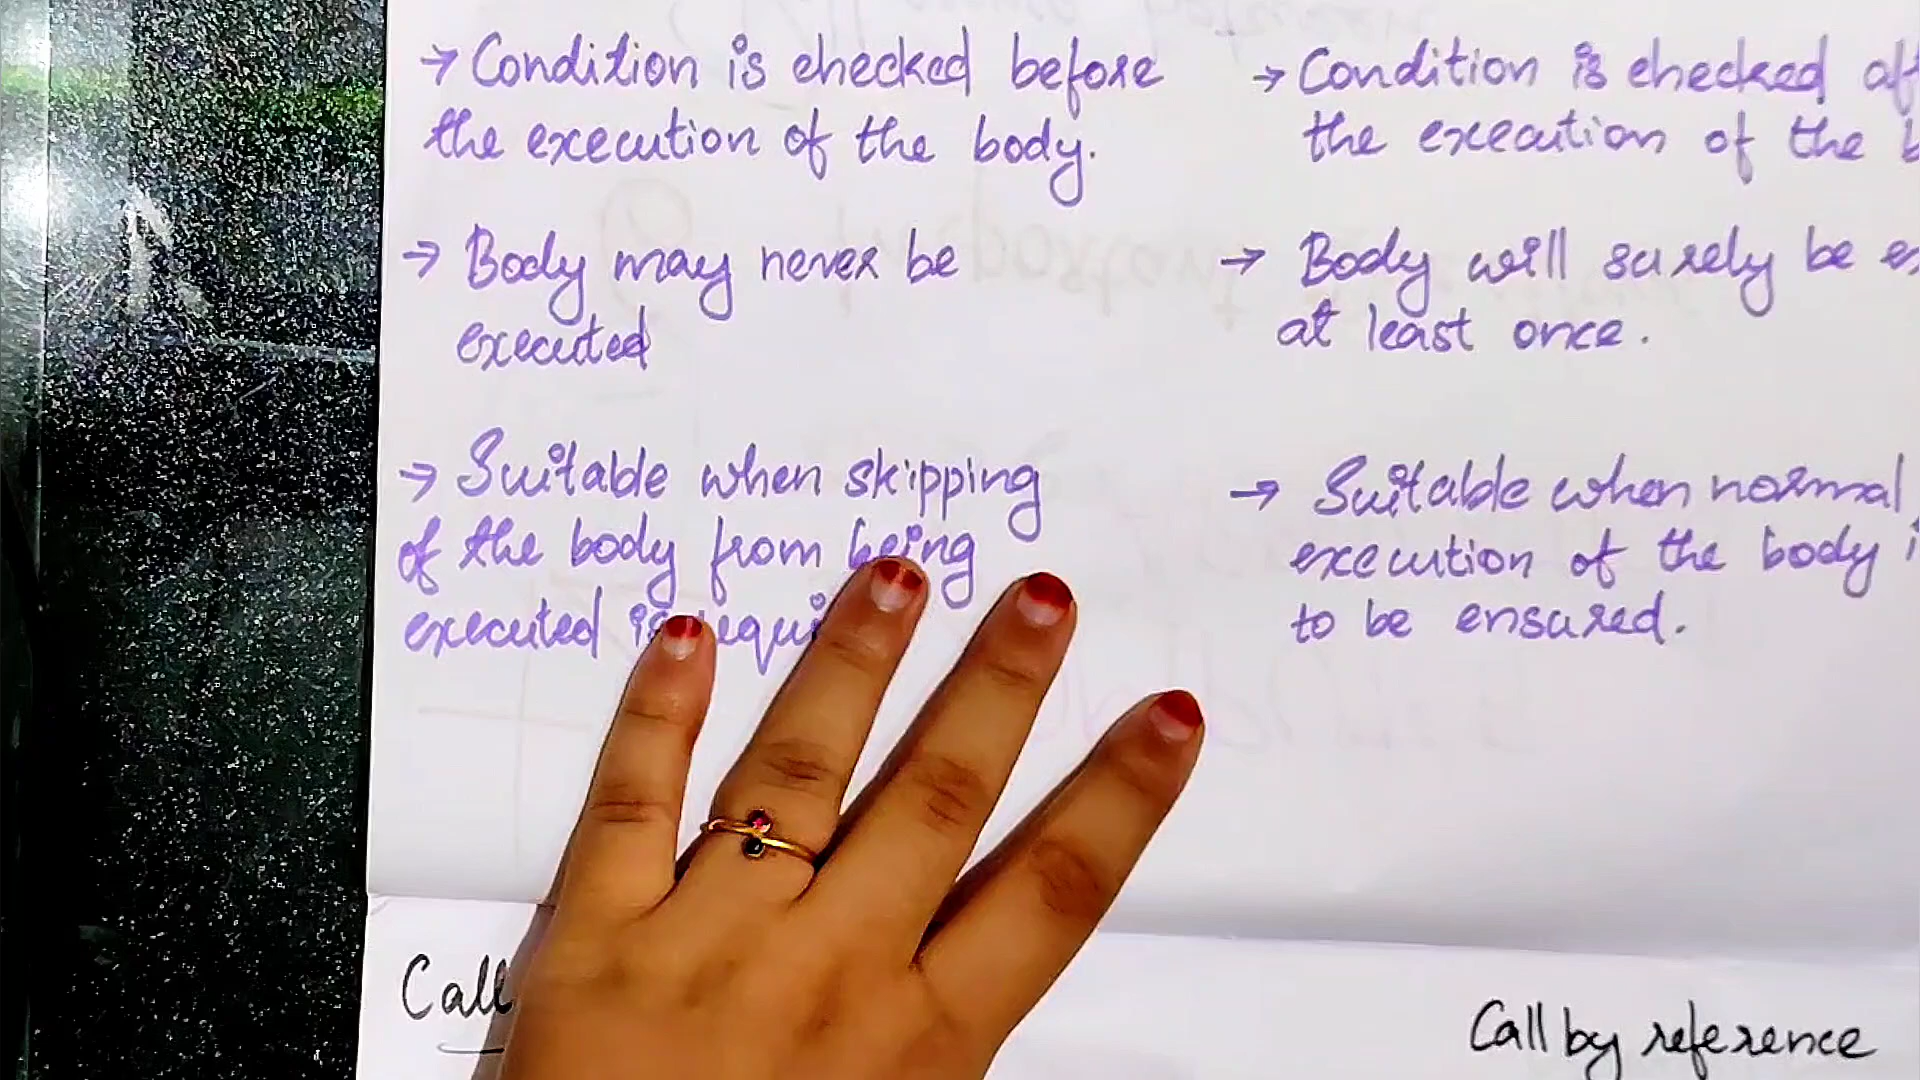 → Condition is checked before
the execution of the body.
→ Body may never be
executed
→ Suitable when skipping
of the body from being
executed is
→ Condition is checked
the execution of the
→ Body will surely be
at least once.
→ Suitable when normal
execution of the body
to be ensured.
Call
Call by reference